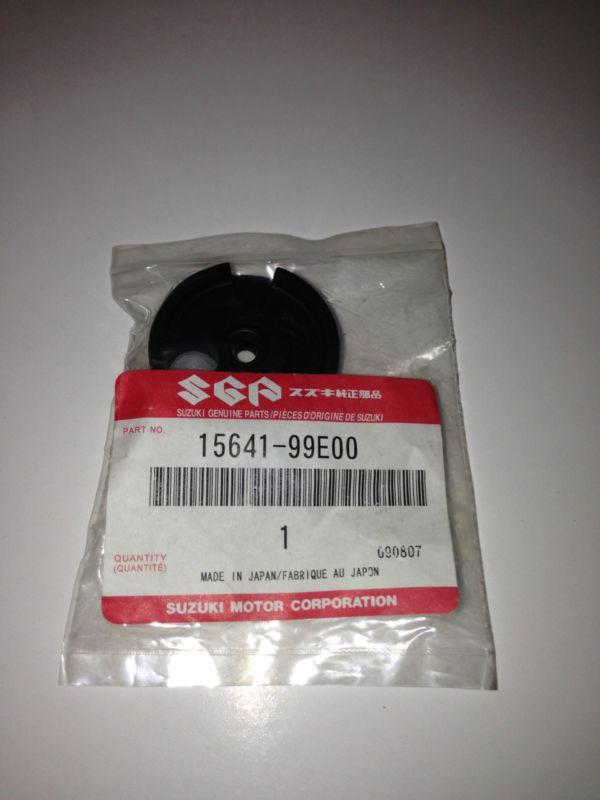 SGP スズキ純正部品
SUZUKI GENUINE PARTS/PIÈCES D'ORIGINE DE SUZUKI
PART NO. 15641-99E00
1
QUANTITY
(QUANTITÉ)
090807
MADE IN JAPAN/FABRIQUE AU JAPON
SUZUKI MOTOR CORPORATION